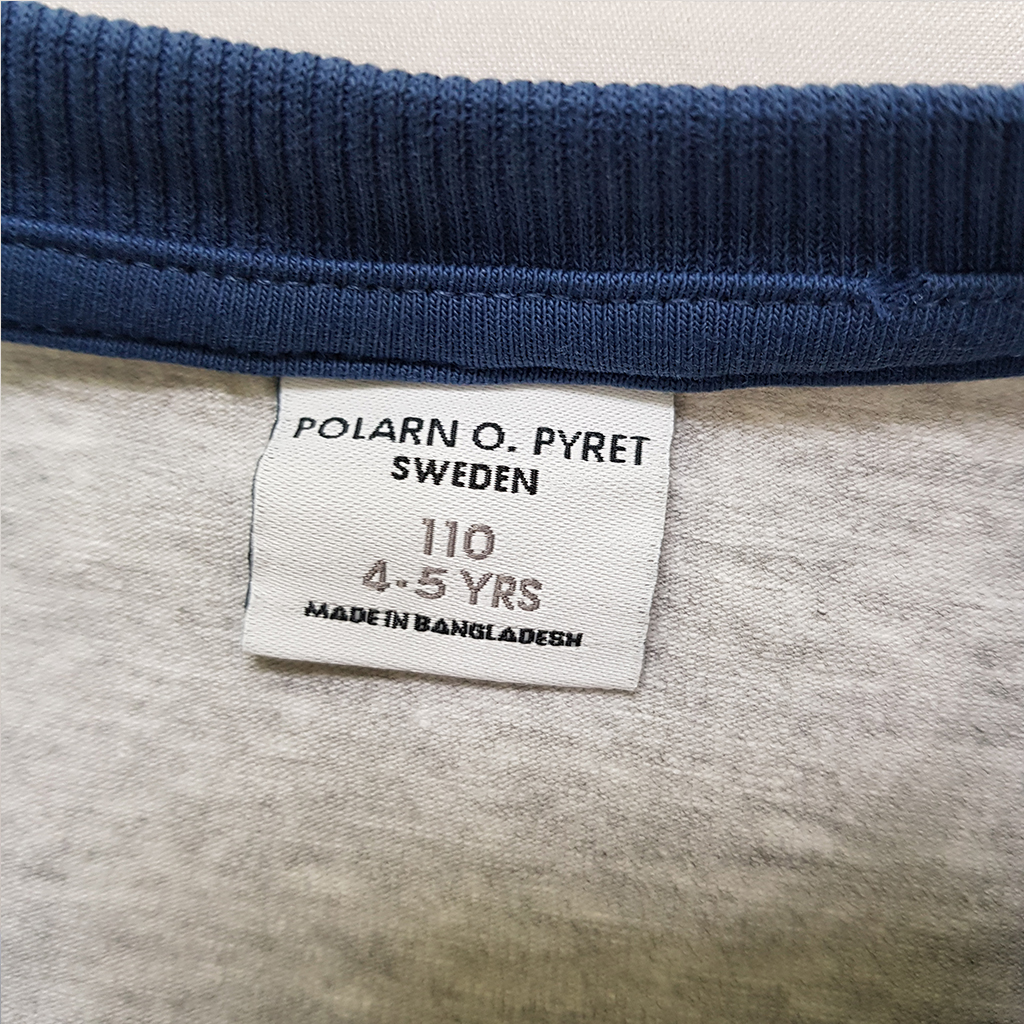 POLARN O. PYRET
SWEDEN
110
4-5 YRS
MADE IN BANGLADESH